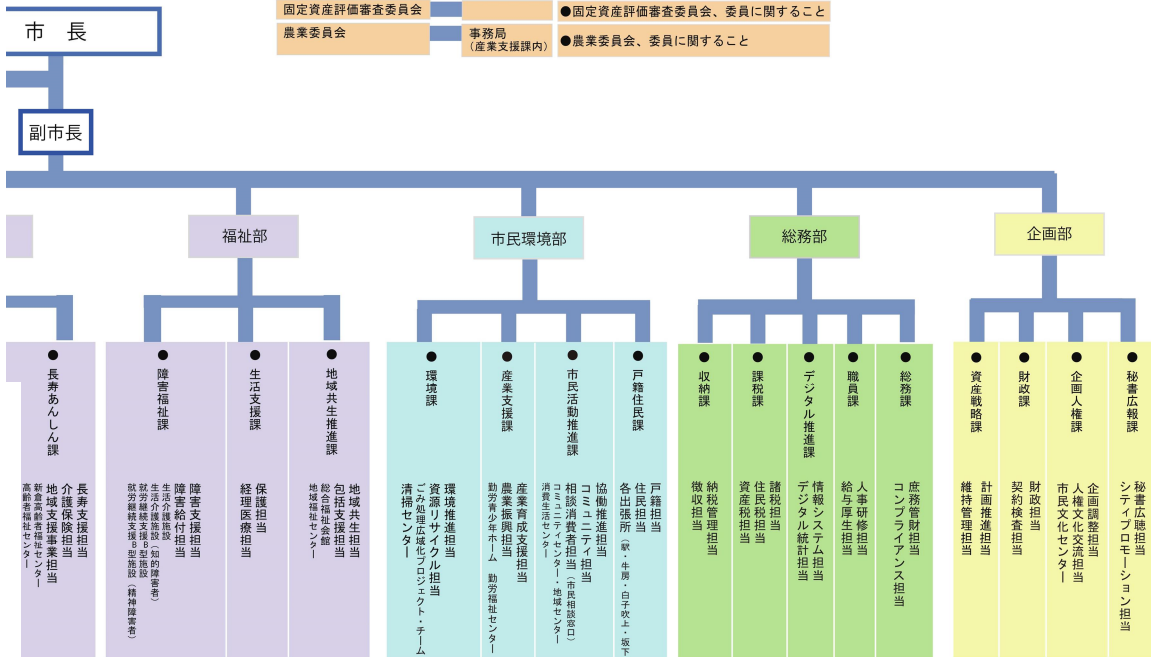 固定資産評価審査委員会
●固定資産評価審査委員会、委員に関すること
農業委員会
事務局
(産業支援課内)
●農業委員会、委員に関すること
市 長
副市長
福祉部
市民環境部
総務部
企画部
●秘書広報課
秘書広聴担当
シティプロモーション担当
●企画人権課
企画調整担当
人権文化交流担当
市民文化センター
●財政課
財政担当
契約検査担当
●資産戦略課
計画推進担当
維持管理担当
●総務課
庶務管財担当
コンプライアンス担当
●職員課
人事研修担当
給与厚生担当
●デジタル推進課
情報システム担当
デジタル統計担当
●課税課
諸税担当
住民税担当
資産税担当
●収納課
納税管理担当
徴収担当
●戸籍住民課
戸籍担当
住民担当
各出張所(駅・牛房・白子吹上・坂下
●市民活動推進課
協働推進担当
コミュニティ担当
相談消費者担当(市民相談窓口)
コミュニティセンター・地域センター
消費生活センター
●産業支援課
産業育成支援担当
農業振興担当
勤労青少年ホーム 勤労福祉センター
●環境課
環境推進担当
資源リサイクル担当
ごみ処理広域化プロジェクト・チーム
清掃センター
●地域共生推進課
地域共生担当
包括支援担当
総合福祉会館
地域福祉センター
●生活支援課
保護担当
経理医療担当
●障害福祉課
障害支援担当
障害給付担当
生活介護施設
生活介護施設(知的障害者)
就労継続支援B型施設
就労継続支援B型施設(精神障害者)
●長寿あんしん課
長寿支援担当
介護保険担当
地域支援事業担当
新倉高齢者福祉センター
高齢者福祉センター